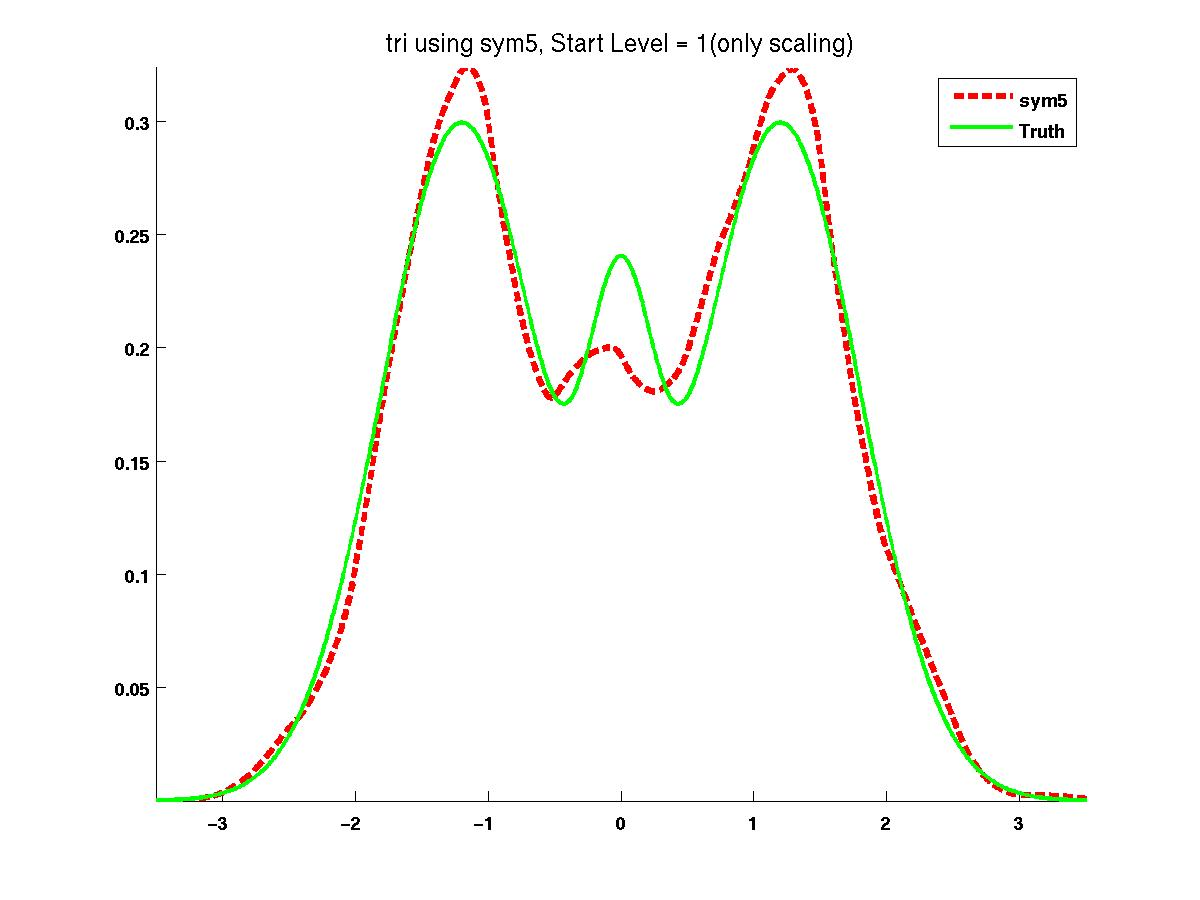 tri using sym5, Start Level = 1(only scaling)
sym5
Truth
0.3
0.25
0.2
0.15
0.1
0.05
−3 −2 −1 0 1 2 3